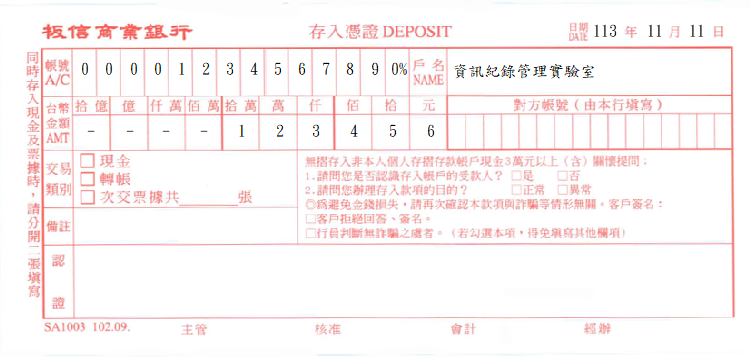 板信商業銀行 存入憑證 DEPOSIT 日期 DATE 113 年 11 月 11 日
同時存入現金及票據時，請分開二張填寫
帳號 A/C 0 0 0 0 1 2 3 4 5 6 7 8 9 0% 戶名 NAME 資訊紀錄管理實驗室
台幣金額 AMT 拾億 億 仟萬 佰萬 拾萬 萬 仟 佰 拾 元 對方帳號（由本行填寫）
- - - - 1 2 3 4 5 6
交易類別 □ 現金
□ 轉帳
□ 次交票據共 張
無摺存入非本人個人存摺存款帳戶現金3萬元以上（含）關懷提問：
1.請問您是否認識存入帳戶的受款人？ □是 □否
2.請問您辦理存入款項的目的？ □正常 □異常
◎為避免金錢損失，請再次確認本款項與詐騙等情形無關。客戶簽名：
□客戶拒絕回答、簽名。
□行員判斷無詐騙之虞者。（若勾選本項，得免填寫其他欄項）
備註
認證
SA1003 102.09. 主管 核准 會計 經辦